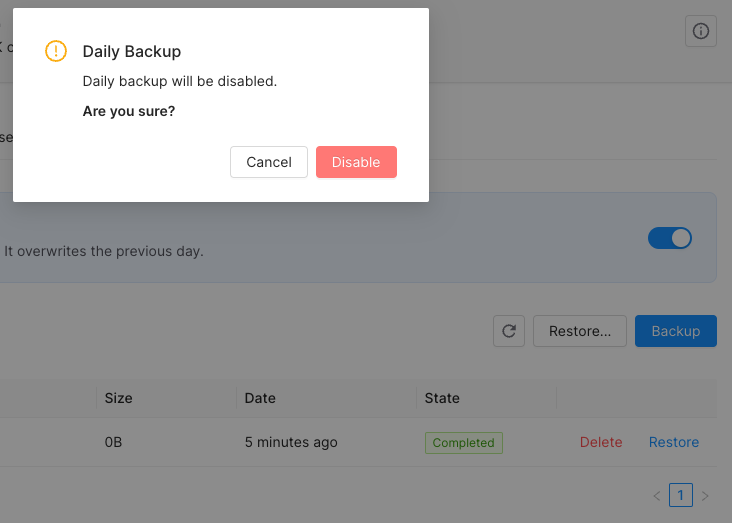 Daily Backup
Daily backup will be disabled.
Are you sure?
Cancel
Disable
It overwrites the previous day.
Restore...
Backup
Size
Date
State
0B
5 minutes ago
Completed
Delete
Restore
1